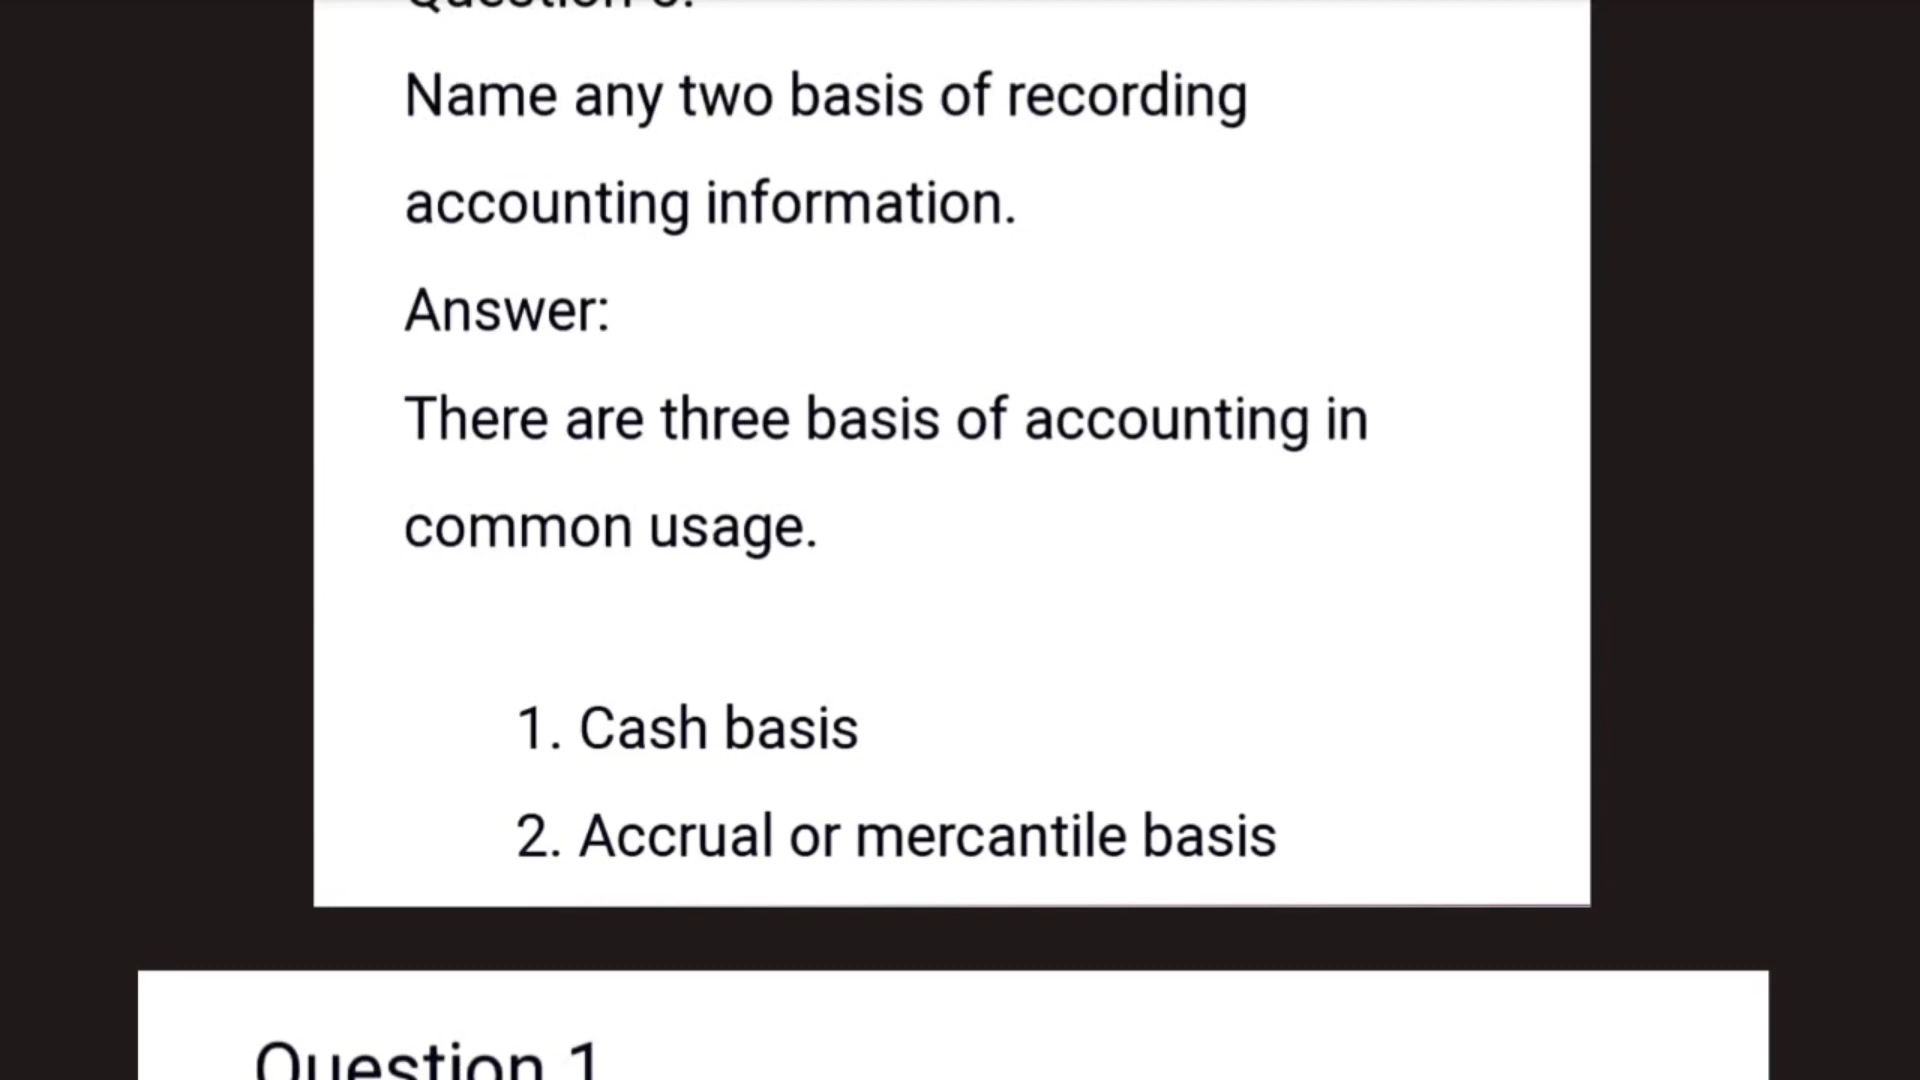 Name any two basis of recording
accounting information.
Answer:
There are three basis of accounting in
common usage.
1. Cash basis
2. Accrual or mercantile basis
Question 1